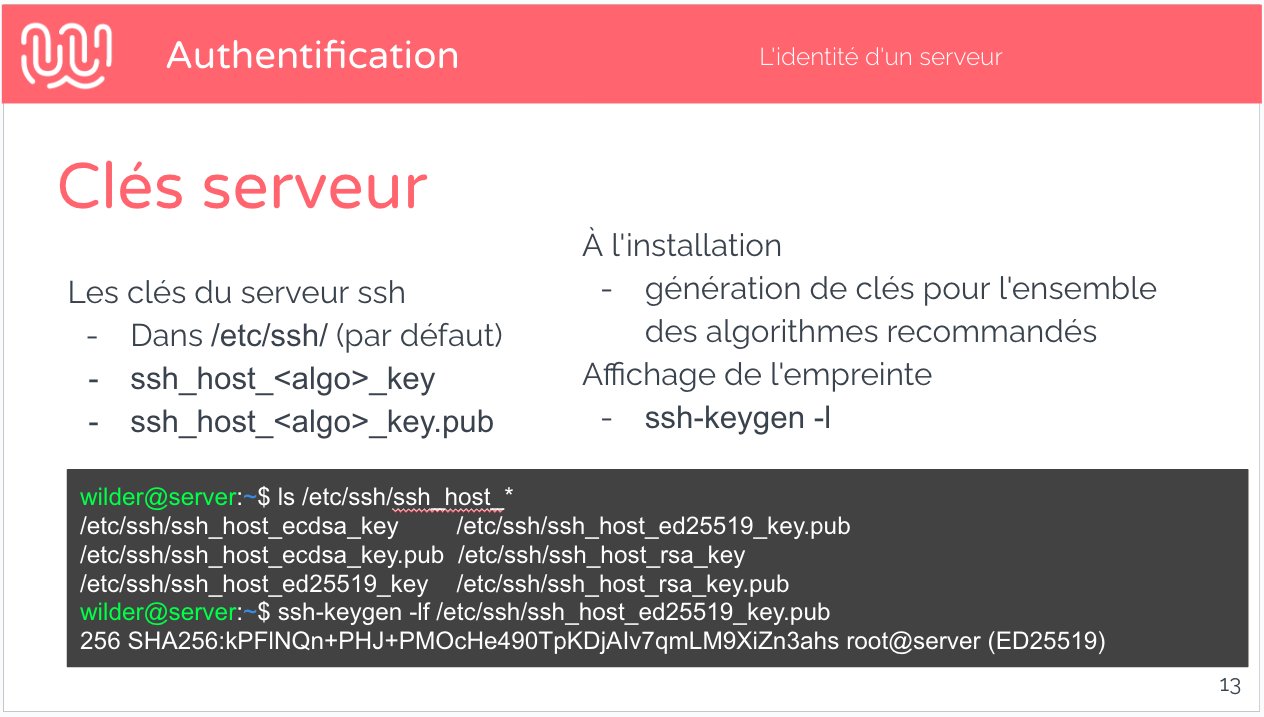 Authentification
L'identité d'un serveur
Clés serveur
Les clés du serveur ssh
- Dans /etc/ssh/ (par défaut)
- ssh_host_<algo>_key
- ssh_host_<algo>_key.pub
À l'installation
- génération de clés pour l'ensemble
des algorithmes recommandés
Affichage de l'empreinte
- ssh-keygen -l
wilder@server:~$ ls /etc/ssh/ssh_host_*
/etc/ssh/ssh_host_ecdsa_key /etc/ssh/ssh_host_ed25519_key.pub
/etc/ssh/ssh_host_ecdsa_key.pub /etc/ssh/ssh_host_rsa_key
/etc/ssh/ssh_host_ed25519_key /etc/ssh/ssh_host_rsa_key.pub
wilder@server:~$ ssh-keygen -lf /etc/ssh/ssh_host_ed25519_key.pub
256 SHA256:kPFlNQn+PHJ+PMOcHe490TpKDjAIv7qmLM9XiZn3ahs root@server (ED25519)
13